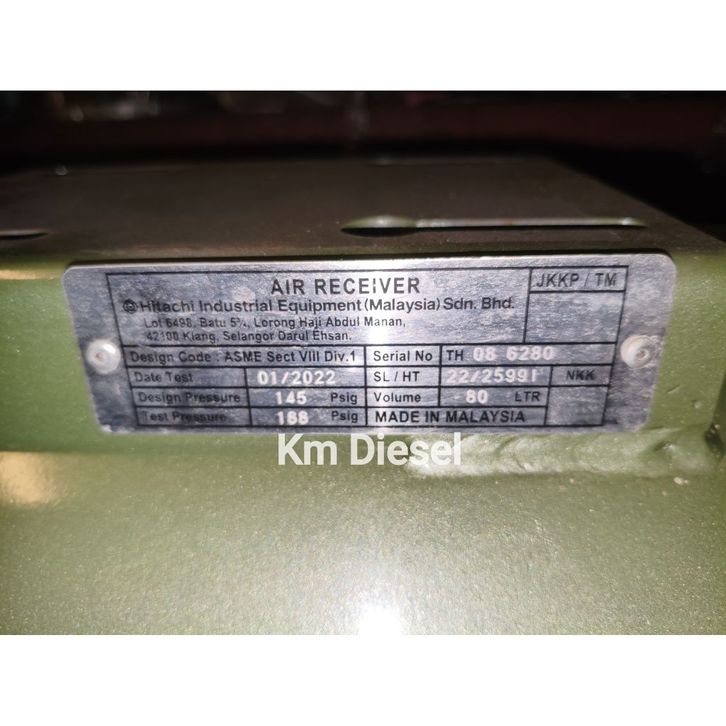 AIR RECEIVER
JKKP / TM
Hitachi Industrial Equipment (Malaysia) Sdn. Bhd.
Lot 6498, Batu 5¾, Lorong Haji Abdul Manan,
42100 Klang, Selangor Darul Ehsan.
Design Code : ASME Sect VIII Div.1 Serial No TH 08 6280
Date Test 01/2022 SL / HT 22/25991 NKK
Design Pressure 145 Psig Volume 80 LTR
Test Pressure 188 Psig MADE IN MALAYSIA
Km Diesel